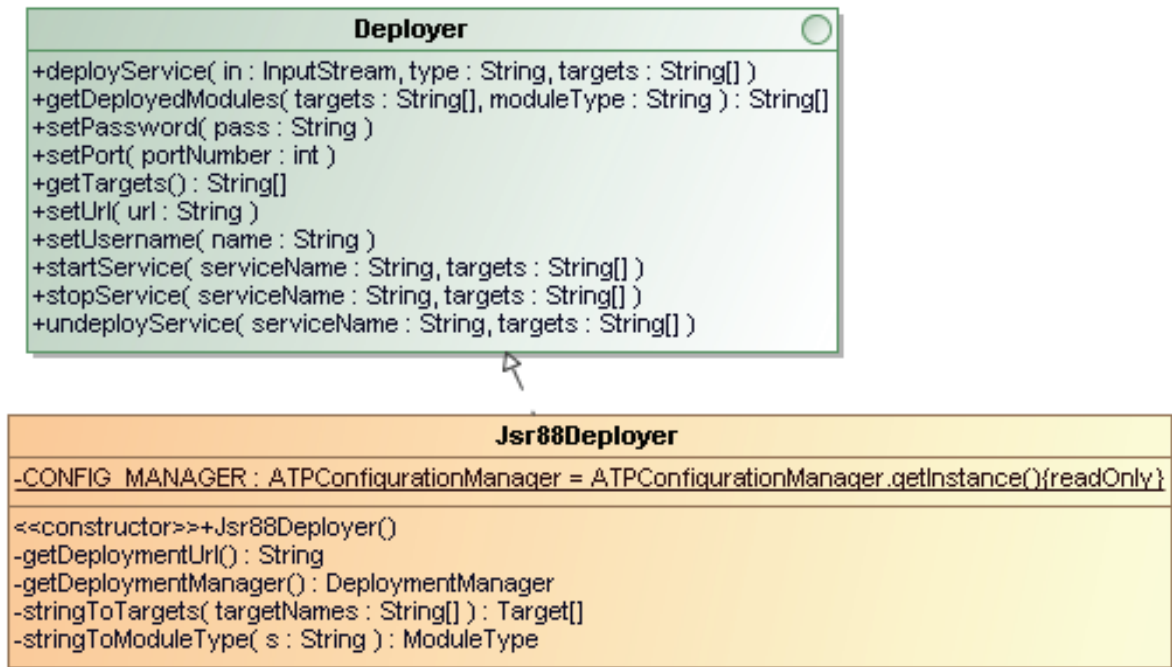 Deployer
+deployService( in : InputStream, type : String, targets : String[] )
+getDeployedModules( targets : String[], moduleType : String ) : String[]
+setPassword( pass : String )
+setPort( portNumber : int )
+getTargets() : String[]
+setUrl( url : String )
+setUsername( name : String )
+startService( serviceName : String, targets : String[] )
+stopService( serviceName : String, targets : String[] )
+undeployService( serviceName : String, targets : String[] )
Jsr88Deployer
-CONFIG_MANAGER : ATPConfigurationManager = ATPConfigurationManager.getInstance(){readOnly}
<<constructor>>+Jsr88Deployer()
-getDeploymentUrl() : String
-getDeploymentManager() : DeploymentManager
-stringToTargets( targetNames : String[] ) : Target[]
-stringToModuleType( s : String ) : ModuleType